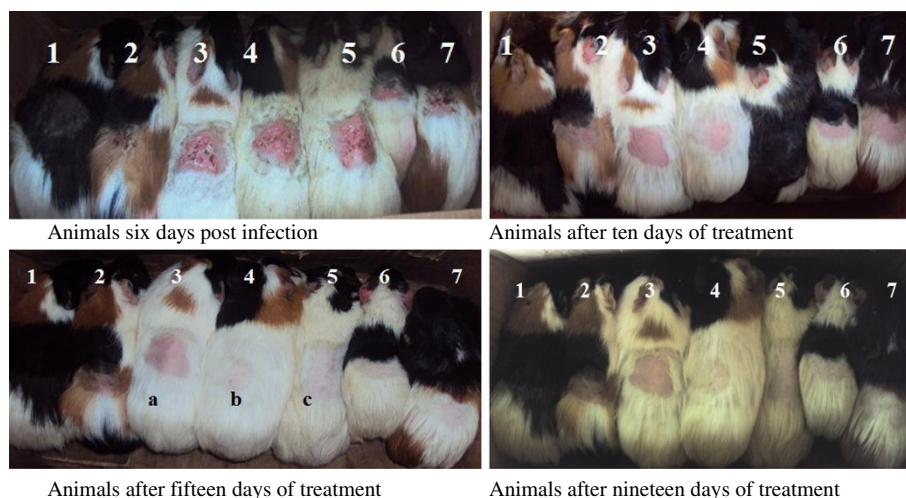 1 2 3 4 5 6 7
1 2 3 4 5 6 7
Animals six days post infection
Animals after ten days of treatment
1 2 3 4 5 6 7
a b c
1 2 3 4 5 6 7
Animals after fifteen days of treatment
Animals after nineteen days of treatment